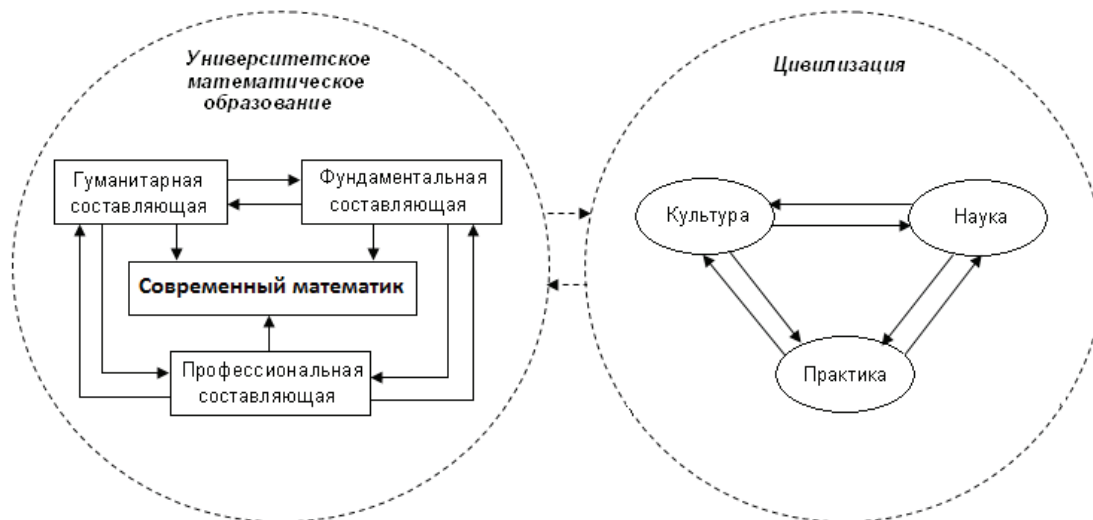 Университетское
математическое
образование
Гуманитарная
составляющая
Фундаментальная
составляющая
Современный математик
Профессиональная
составляющая
Цивилизация
Культура
Наука
Практика